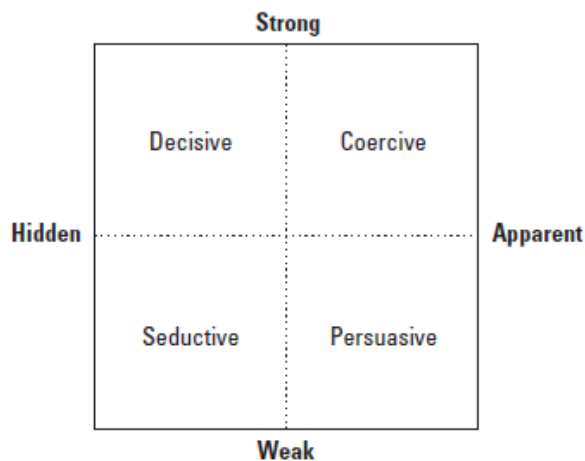 Strong
Decisive Coercive
Hidden Apparent
Seductive Persuasive
Weak